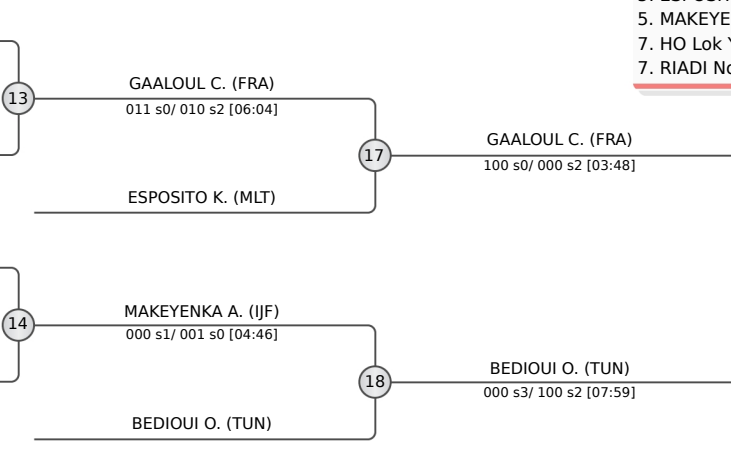 5. MAKEYE
7. HO Lok
7. RIADI
13
GAALOUL C. (FRA)
011 s0/ 010 s2 [06:04]
17
GAALOUL C. (FRA)
100 s0/ 000 s2 [03:48]
ESPOSITO K. (MLT)
14
MAKEYENKA A. (IJF)
000 s1/ 001 s0 [04:46]
18
BEDIOUI O. (TUN)
000 s3/ 100 s2 [07:59]
BEDIOUI O. (TUN)